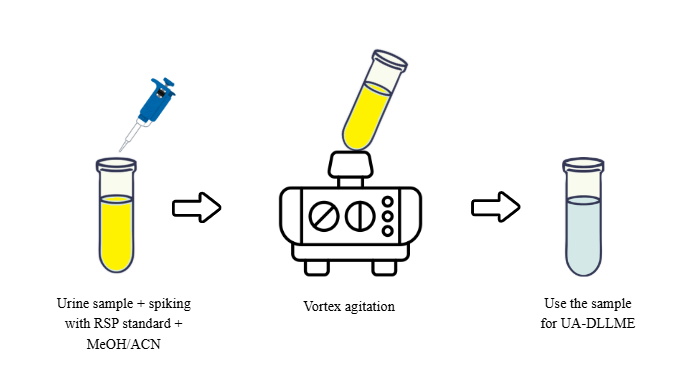 Urine sample + spiking
with RSP standard +
MeOH/ACN
Vortex agitation
Use the sample
for UA-DLLME